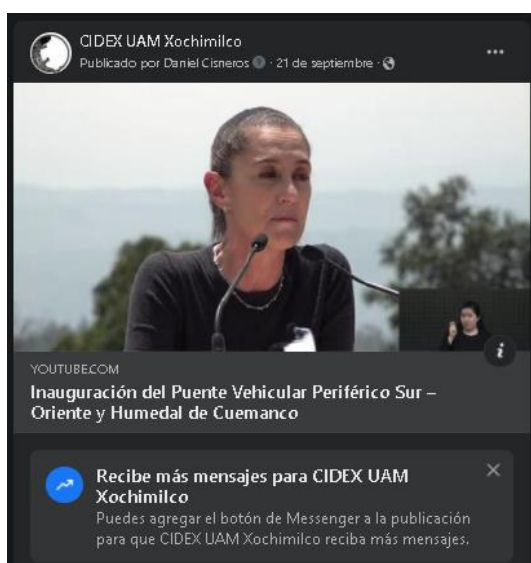 CIDEX UAM Xochimilco
Publicado por Daniel Cisneros · 21 de septiembre ·
YOUTUBE.COM
Inauguración del Puente Vehicular Periférico Sur –
Oriente y Humedal de Cuemanco
Recibe más mensajes para CIDEX UAM
Xochimilco
Puedes agregar el botón de Messenger a la publicación
para que CIDEX UAM Xochimilco reciba más mensajes.